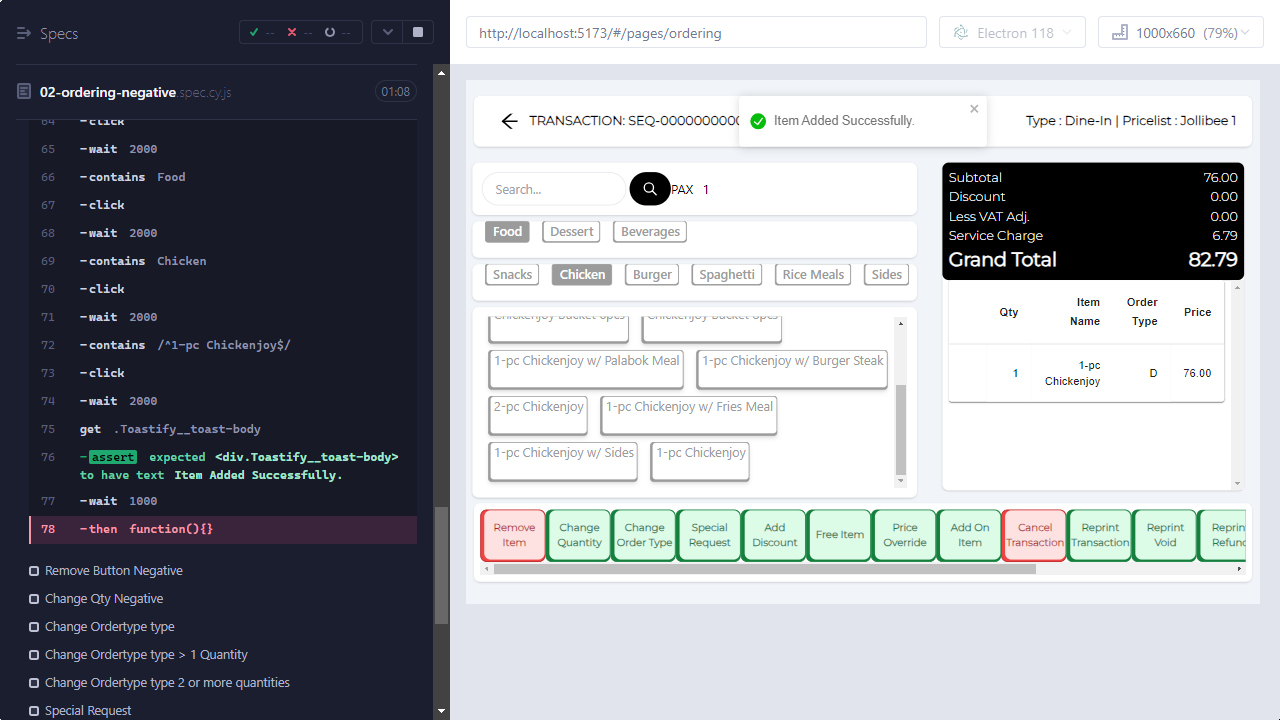 Specs
--
--
--
02-ordering-negative.spec.cy.js
01:08
64 -click
65 -wait 2000
66 -contains Food
67 -click
68 -wait 2000
69 -contains Chicken
70 -click
71 -wait 2000
72 -contains /^1-pc Chickenjoy$/
73 -click
74 -wait 2000
75 get .Toastify__toast-body
76 -assert expected <div.Toastify__toast-body>
to have text Item Added Successfully.
77 -wait 1000
78 -then function(){}
Remove Button Negative
Change Qty Negative
Change Ordertype type
Change Ordertype type > 1 Quantity
Change Ordertype type 2 or more quantities
Special Request
http://localhost:5173/#/pages/ordering
Electron 118
1000x660 (79%)
TRANSACTION: SEQ-0000000000
Item Added Successfully.
×
Type : Dine-In | Pricelist : Jollibee 1
Search...
PAX 1
Food
Dessert
Beverages
Snacks
Chicken
Burger
Spaghetti
Rice Meals
Sides
Chickenjoy Bucket 6pcs
Chickenjoy Bucket 8pcs
1-pc Chickenjoy w/ Palabok Meal
1-pc Chickenjoy w/ Burger Steak
2-pc Chickenjoy
1-pc Chickenjoy w/ Fries Meal
1-pc Chickenjoy w/ Sides
1-pc Chickenjoy
Subtotal 76.00
Discount 0.00
Less VAT Adj. 0.00
Service Charge 6.79
Grand Total 82.79
Qty
Item
Name
Order
Type
Price
1
1-pc
Chickenjoy
D
76.00
Remove
Item
Change
Quantity
Change
Order Type
Special
Request
Add
Discount
Free Item
Price
Override
Add On
Item
Cancel
Transaction
Reprint
Transaction
Reprint
Void
Reprin
Refund